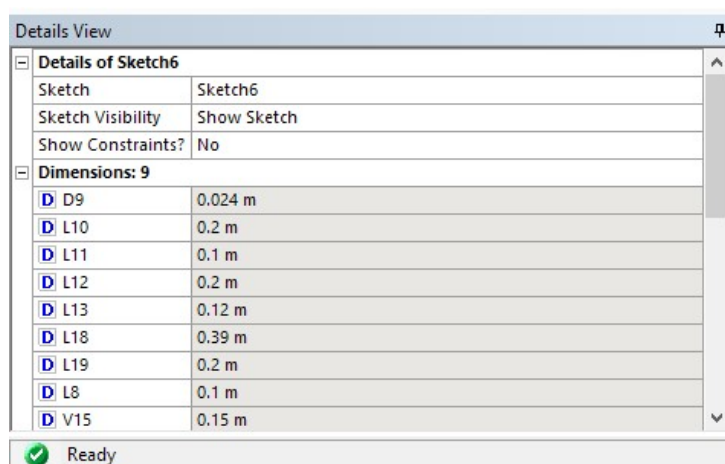 Details View
Details of Sketch6
Sketch Sketch6
Sketch Visibility Show Sketch
Show Constraints? No
Dimensions: 9
D D9 0.024 m
D L10 0.2 m
D L11 0.1 m
D L12 0.2 m
D L13 0.12 m
D L18 0.39 m
D L19 0.2 m
D L8 0.1 m
D V15 0.15 m
Ready